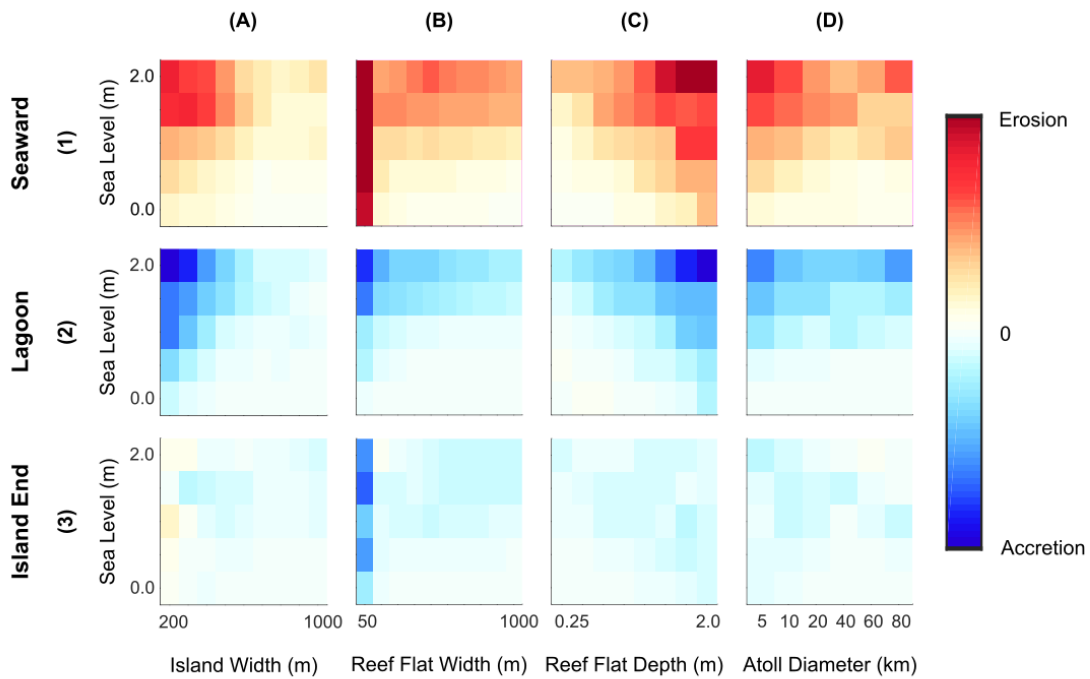 (A) (B) (C) (D)
Seaward
(1)
Sea Level (m)
2.0
0.0
Lagoon
(2)
Sea Level (m)
2.0
0.0
Island End
(3)
Sea Level (m)
2.0
0.0
200 1000 50 1000 0.25 2.0 5 10 20 40 60 80
Island Width (m) Reef Flat Width (m) Reef Flat Depth (m) Atoll Diameter (km)
Erosion
0
Accretion